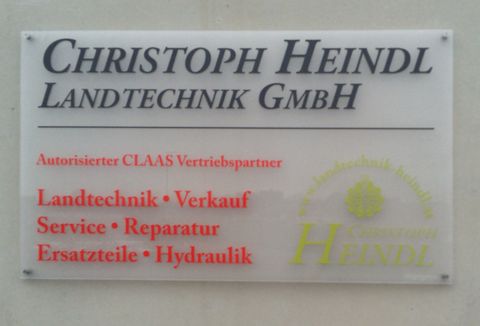 CHRISTOPH HEINDL
LANDTECHNIK GMBH
Autorisierter CLAAS Vertriebspartner
Landtechnik • Verkauf
Service • Reparatur
Ersatzteile • Hydraulik
CHRISTOPH
HEINDL